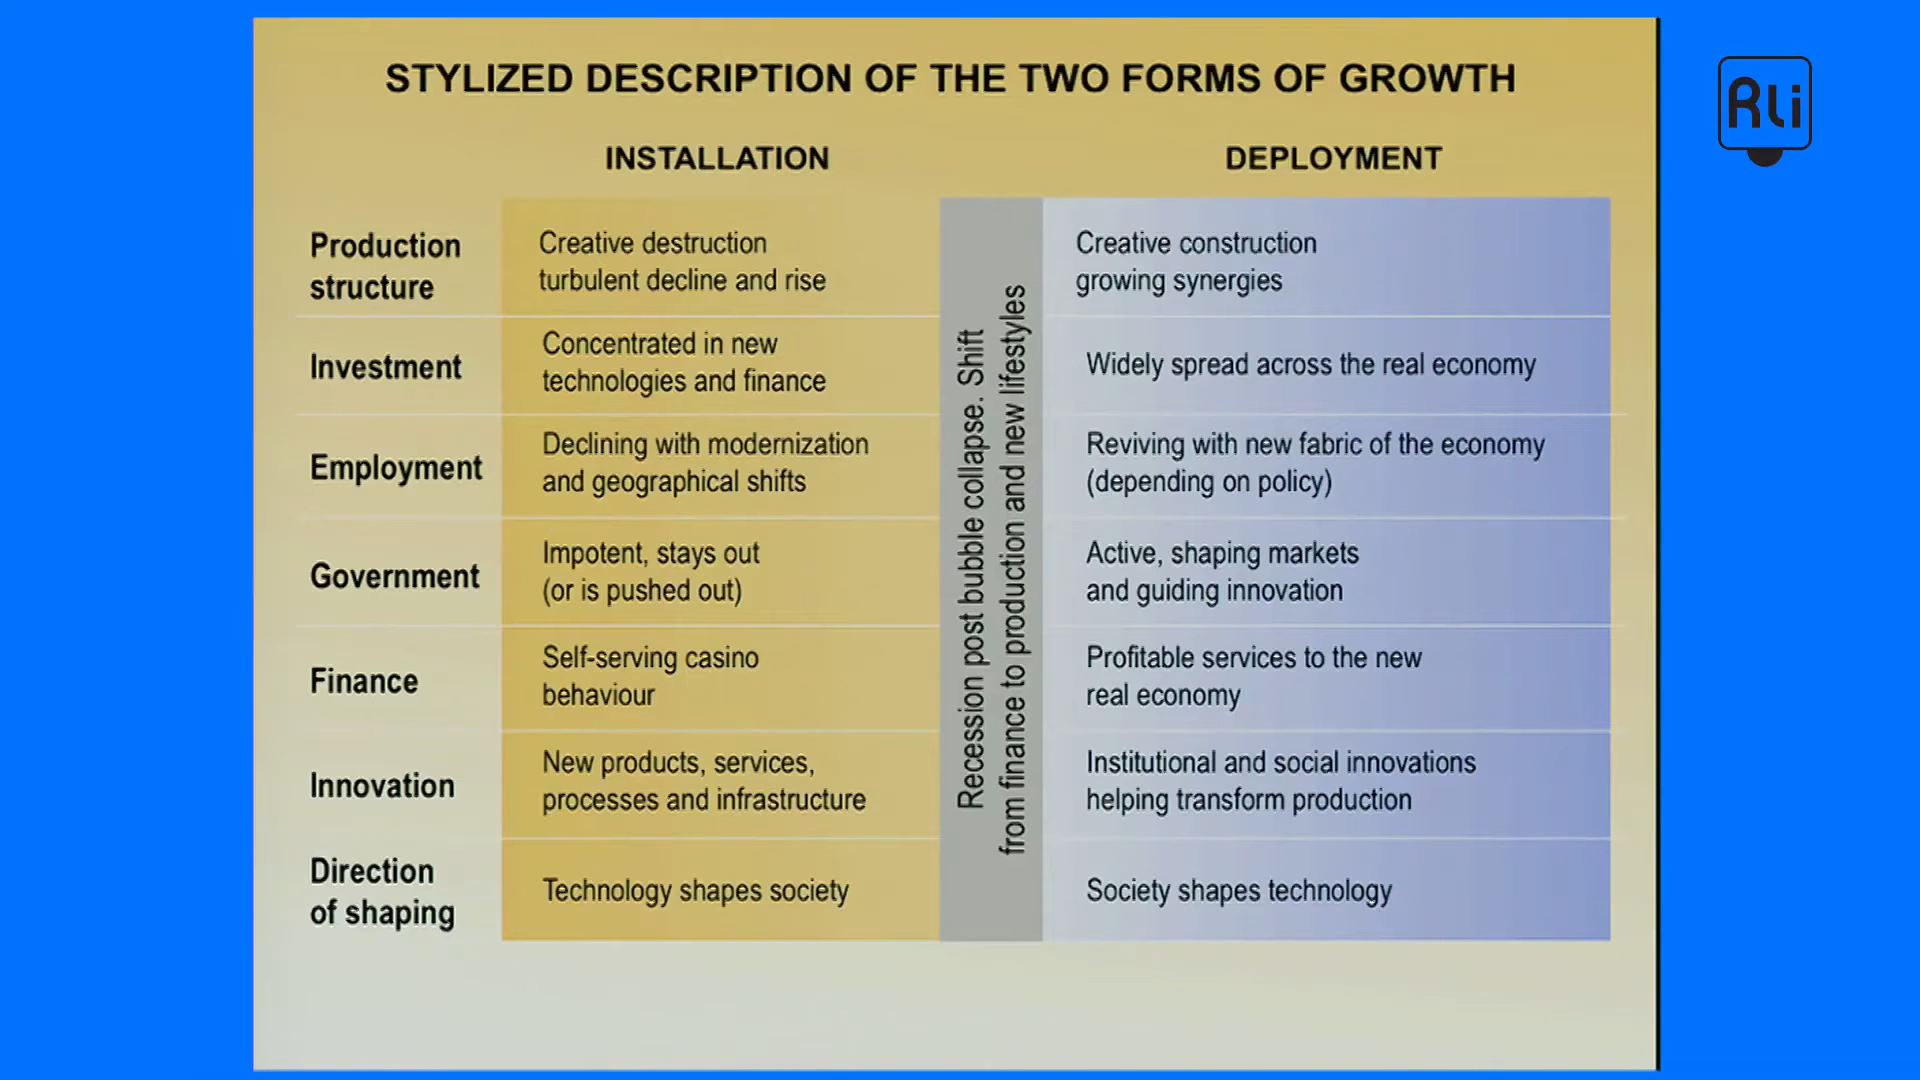 STYLIZED DESCRIPTION OF THE TWO FORMS OF GROWTH
INSTALLATION
DEPLOYMENT
Production
structure
Creative destruction
turbulent decline and rise
Creative construction
growing synergies
Investment
Concentrated in new
technologies and finance
Widely spread across the real economy
Employment
Declining with modernization
and geographical shifts
Reviving with new fabric of the economy
(depending on policy)
Government
Impotent, stays out
(or is pushed out)
Active, shaping markets
and guiding innovation
Finance
Self-serving casino
behaviour
Profitable services to the new
real economy
Innovation
New products, services,
processes and infrastructure
Institutional and social innovations
helping transform production
Direction
of shaping
Technology shapes society
Society shapes technology
Recession post bubble collapse. Shift
from finance to production and new lifestyles
Rli